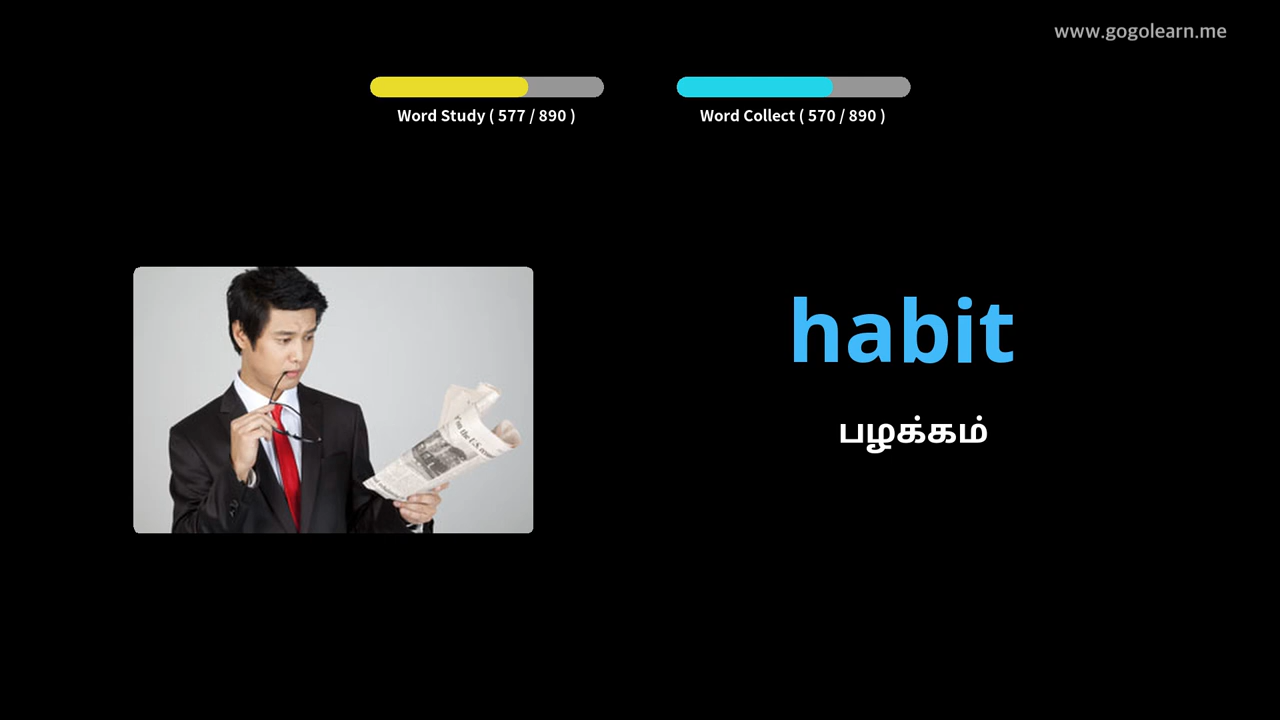 www.gogolearn.me
Word Study ( 577 / 890 )
Word Collect ( 570 / 890 )
habit
பழக்கம்